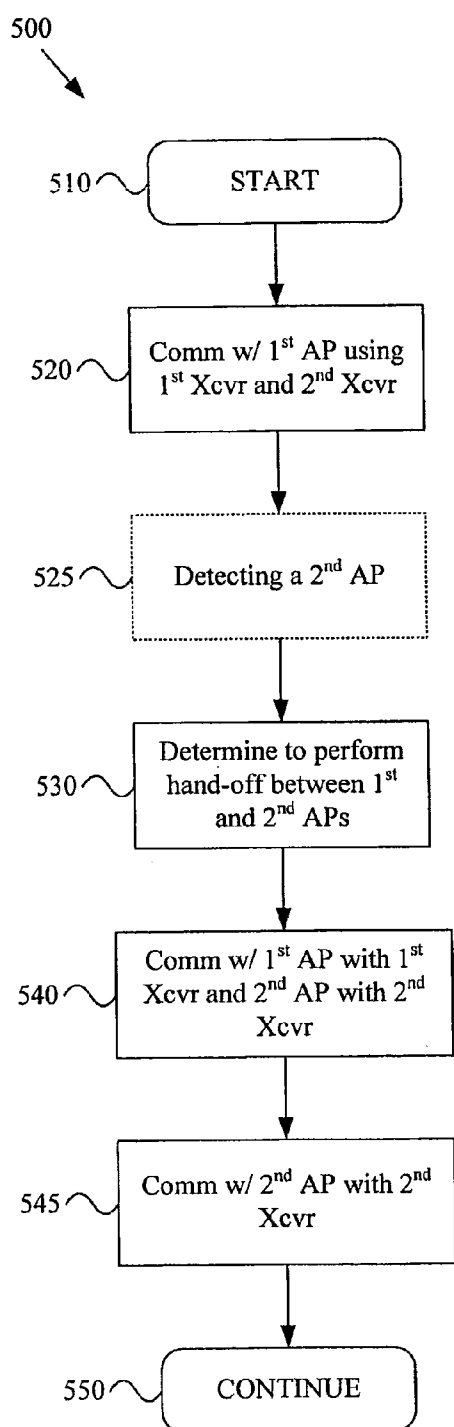 500
510
START
520
Comm w/ 1st AP using
1st Xcvr and 2nd Xcvr
525
Detecting a 2nd AP
530
Determine to perform
hand-off between 1st
and 2nd APs
540
Comm w/ 1st AP with 1st
Xcvr and 2nd AP with 2nd
Xcvr
545
Comm w/ 2nd AP with 2nd
Xcvr
550
CONTINUE